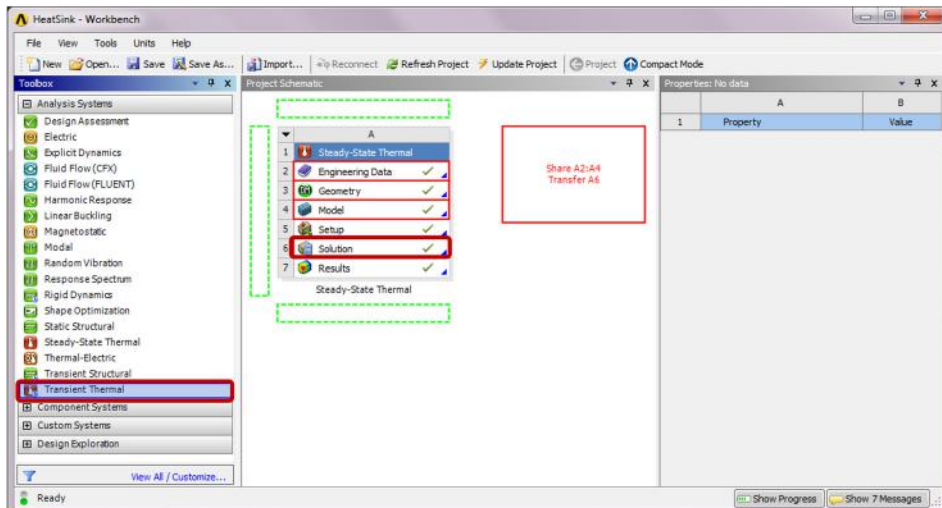 HeatSink - Workbench
File View Tools Units Help
New Open... Save Save As... Import... Reconnect Refresh Project Update Project Project Compact Mode
Toolbox
Analysis Systems
Design Assessment
Electric
Explicit Dynamics
Fluid Flow (CFX)
Fluid Flow (FLUENT)
Harmonic Response
Linear Buckling
Magnetostatic
Modal
Random Vibration
Response Spectrum
Rigid Dynamics
Shape Optimization
Static Structural
Steady-State Thermal
Thermal-Electric
Transient Structural
Transient Thermal
Component Systems
Custom Systems
Design Exploration
View All / Customize...
Project Schematic
A
1 Steady-State Thermal
2 Engineering Data
3 Geometry
4 Model
5 Setup
6 Solution
7 Results
Steady-State Thermal
Share A2:A4
Transfer A6
Properties: No data
A B
1 Property Value
Ready Show Progress Show 7 Messages